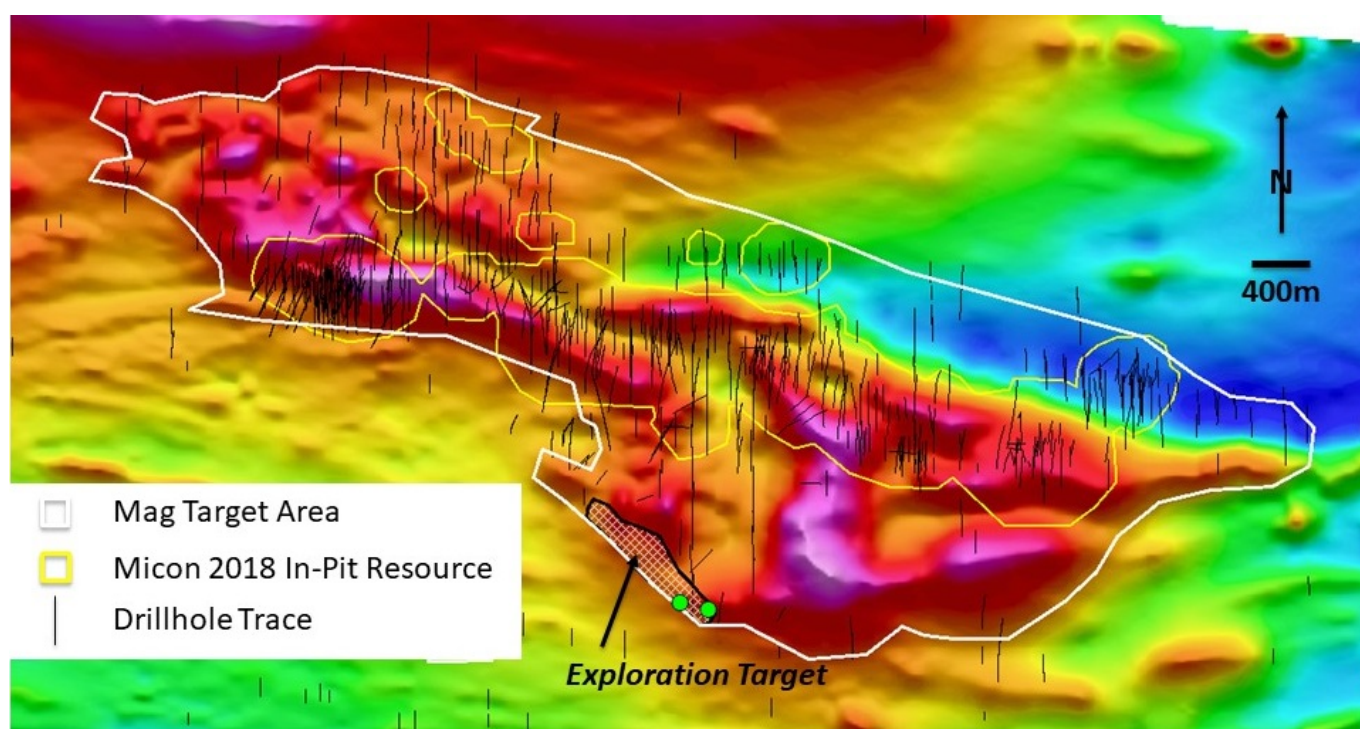 N
400m
Mag Target Area
Micon 2018 In-Pit Resource
Drillhole Trace
Exploration Target